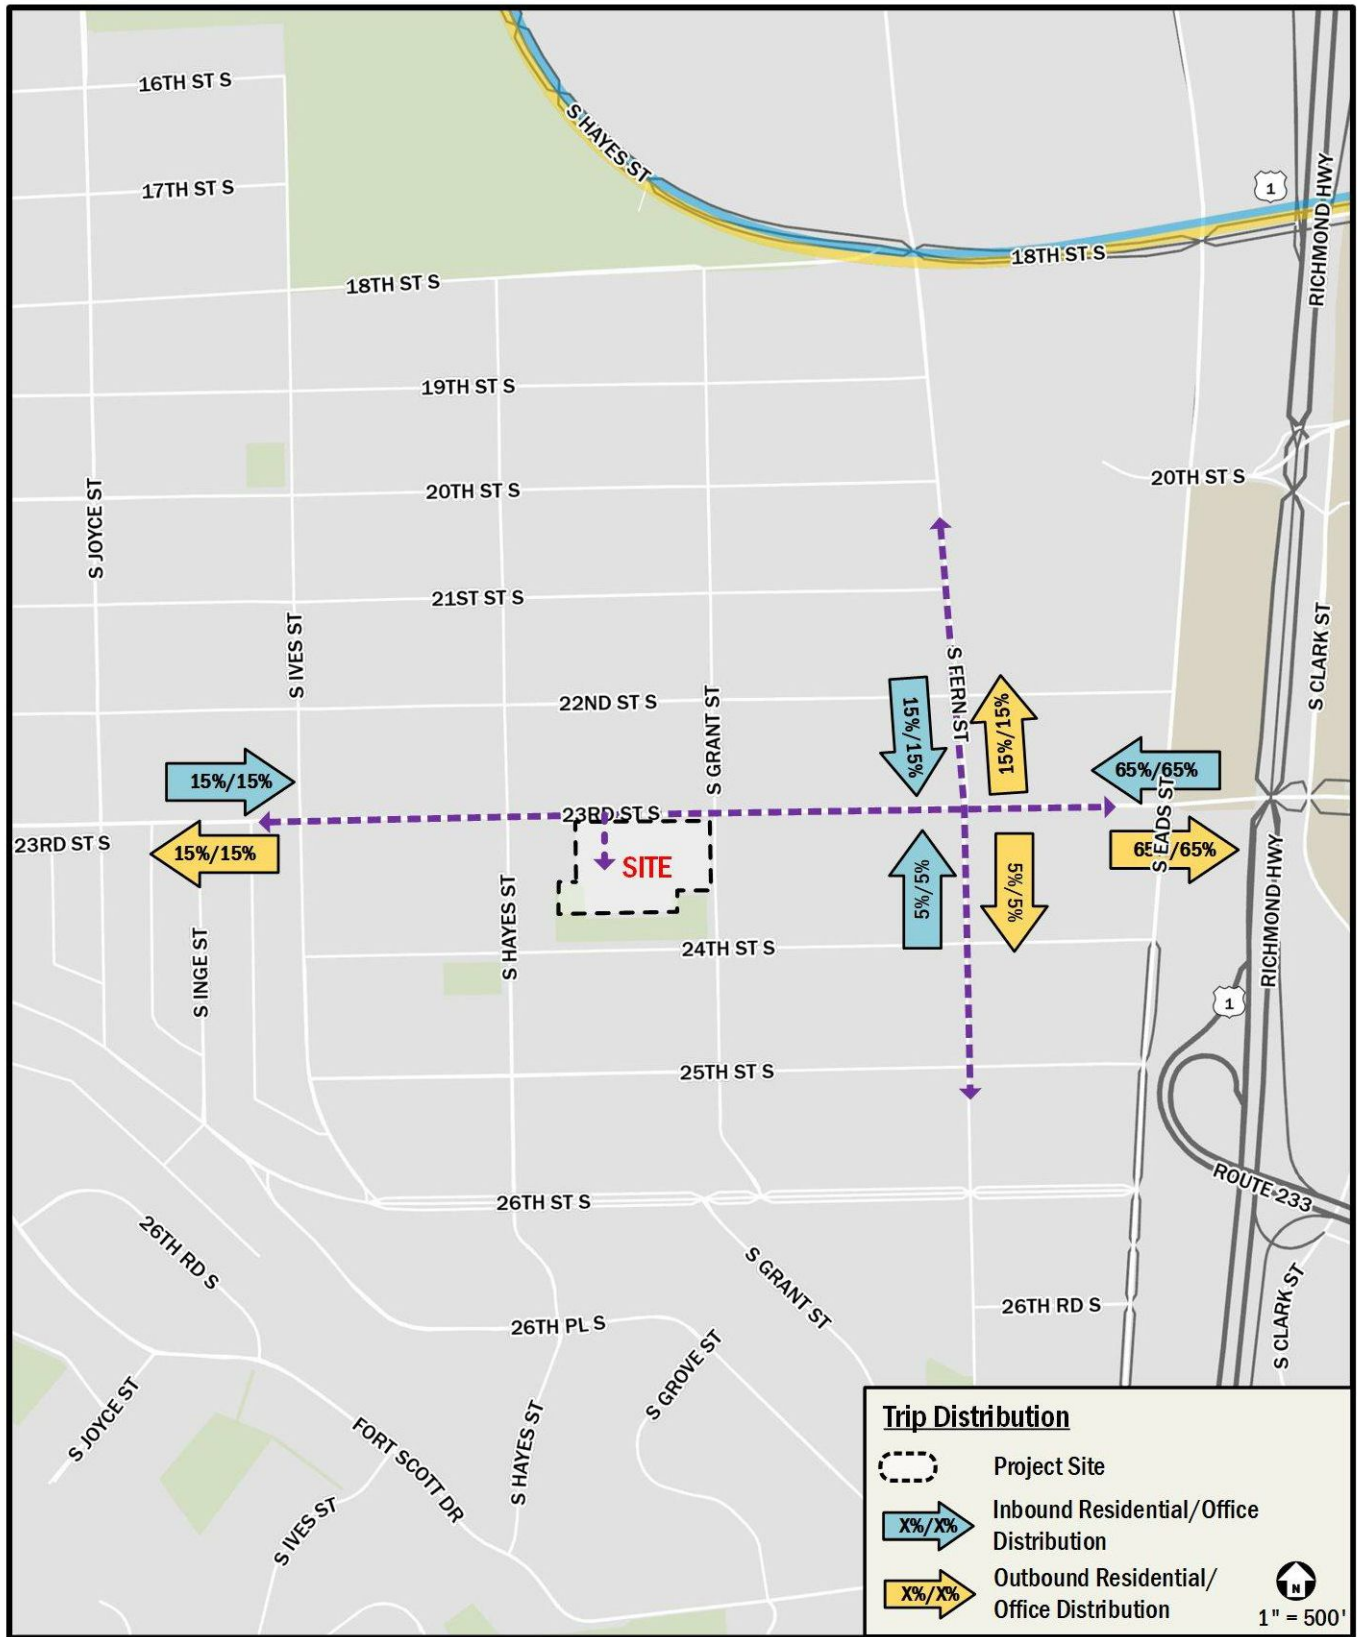 16TH ST S
S HAYES ST
17TH ST S
1
RICHMOND HWY
18TH ST S
18TH ST S
19TH ST S
20TH ST S
20TH ST S
S JOYCE ST
21ST ST S
S IVES ST
S FERN ST
S CLARK ST
22ND ST S
S GRANT ST
15%/15%
15%/15%
15%/15%
65%/65%
23RD ST S
23RD ST S
15%/15%
SITE
S EADS ST
65 /65%
5%/5%
5%/5%
RICHMOND HWY
S HAYES ST
24TH ST S
S INGE ST
1
25TH ST S
ROUTE 233
26TH ST S
26TH RD S
S GRANT ST
26TH RD S
S CLARK ST
26TH PL S
S GROVE ST
S JOYCE ST
FORT SCOTT DR
S HAYES ST
S IVES ST
Trip Distribution
Project Site
X%/X%
Inbound Residential/Office
Distribution
X%/X%
Outbound Residential/
Office Distribution
N
1" = 500'